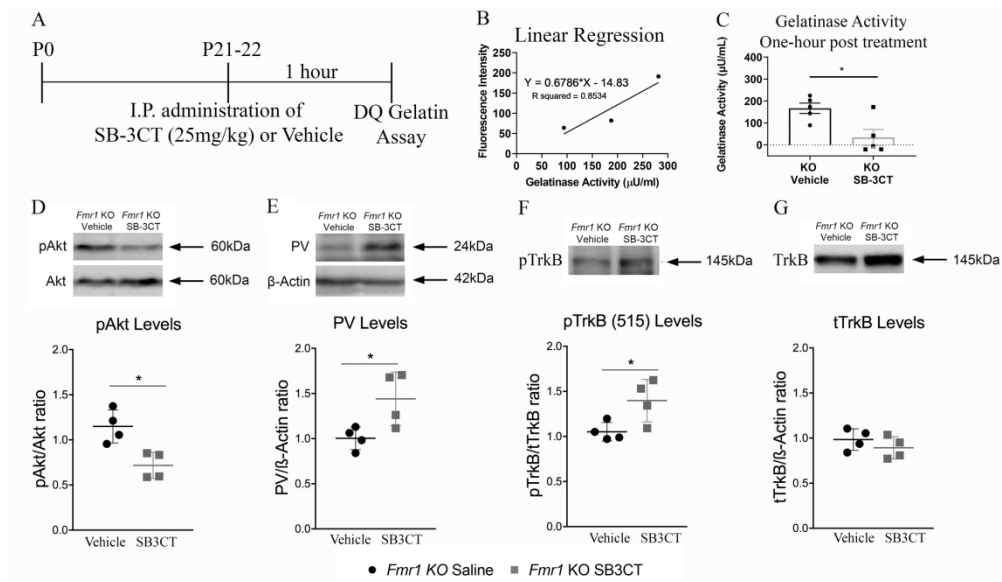 A
P0
P21-22
1 hour
I.P. administration of
SB-3CT (25mg/kg) or Vehicle
DQ Gelatin
Assay
B
Linear Regression
Fluorescence Intensity
250
200
150
100
50
0
Y = 0.6786*X - 14.83
R squared = 0.8534
0 50 100 150 200 250 300
Gelatinase Activity (μU/ml)
C
Gelatinase Activity
One-hour post treatment
Gelatinase Activity (μU/mL)
400
300
200
100
0
*
KO
Vehicle
KO
SB-3CT
D
Fmr1 KO
Vehicle
Fmr1 KO
SB-3CT
pAkt
60kDa
Akt
60kDa
pAkt Levels
pAkt/Akt ratio
2.0
1.5
1.0
0.5
0.0
*
Vehicle SB3CT
E
Fmr1 KO
Vehicle
Fmr1 KO
SB-3CT
PV
24kDa
β-Actin
42kDa
PV Levels
PV/ß-Actin ratio
2.0
1.5
1.0
0.5
0.0
*
Vehicle SB3CT
F
Fmr1 KO
Vehicle
Fmr1 KO
SB-3CT
pTrkB
145kDa
pTrkB (515) Levels
pTrkB/tTrkB ratio
2.0
1.5
1.0
0.5
0.0
*
Vehicle SB3CT
G
Fmr1 KO
Vehicle
Fmr1 KO
SB-3CT
TrkB
145kDa
tTrkB Levels
tTrkB/ß-Actin ratio
2.0
1.5
1.0
0.5
0.0
Vehicle SB3CT
Fmr1 KO Saline
Fmr1 KO SB3CT